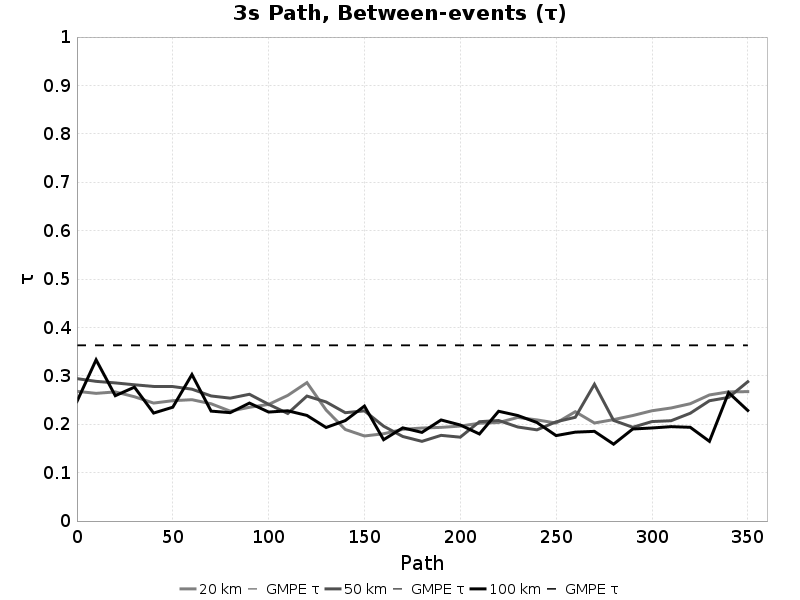 3s Path, Between-events (τ)
1
0.9
0.8
0.7
0.6
0.5
0.4
0.3
0.2
0.1
0
τ
0 50 100 150 200 250 300 350
Path
20 km GMPE τ 50 km GMPE τ 100 km GMPE τ